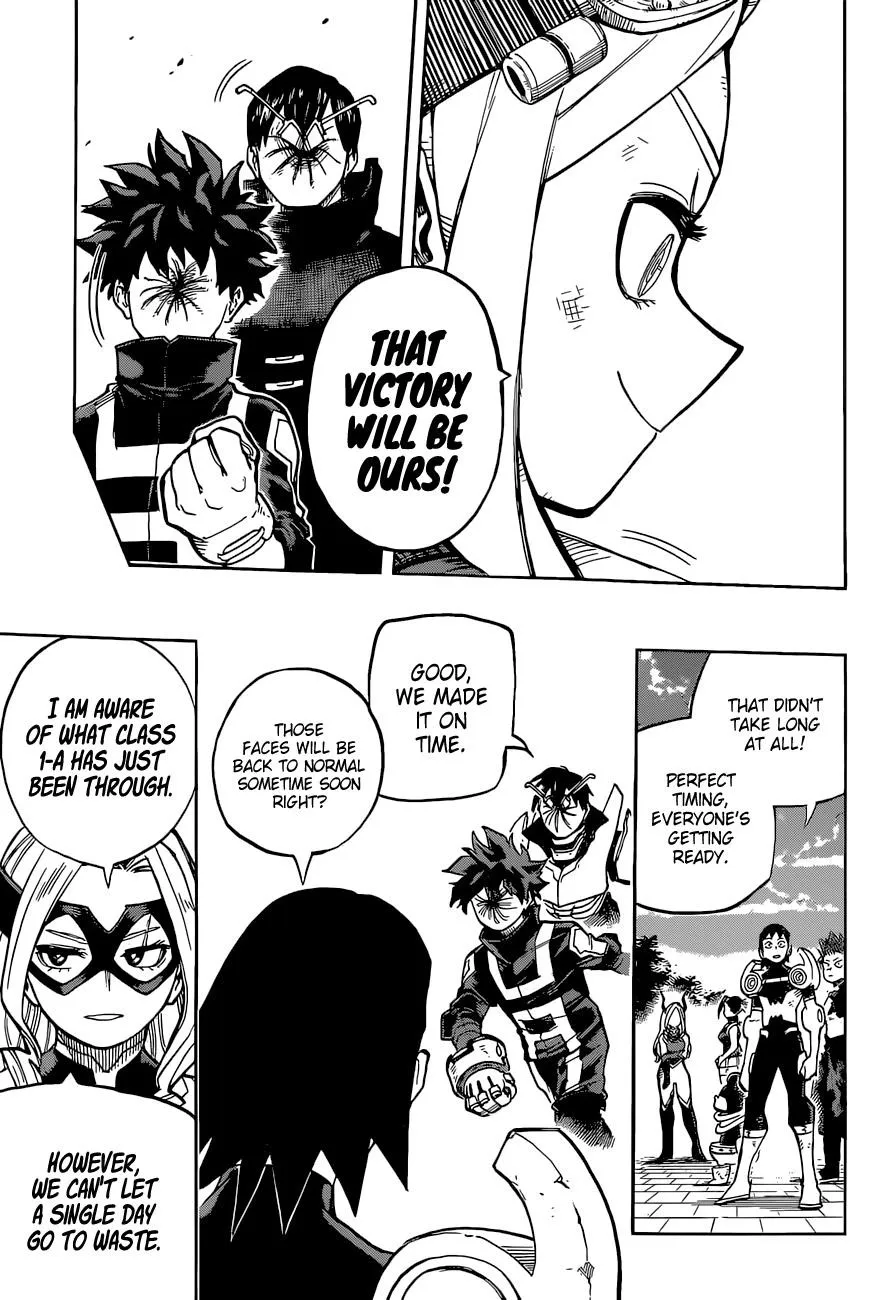 THAT
VICTORY
WILL BE
OURS!
THAT DIDN'T
TAKE LONG
AT ALL!
PERFECT
TIMING,
EVERYONE'S
GETTING
READY.
GOOD,
WE MADE
IT ON
TIME.
THOSE
FACES WILL BE
BACK TO NORMAL
SOMETIME SOON
RIGHT?
I AM AWARE
OF WHAT CLASS
1-A HAS JUST
BEEN THROUGH.
HOWEVER,
WE CAN'T LET
A SINGLE DAY
GO TO WASTE.